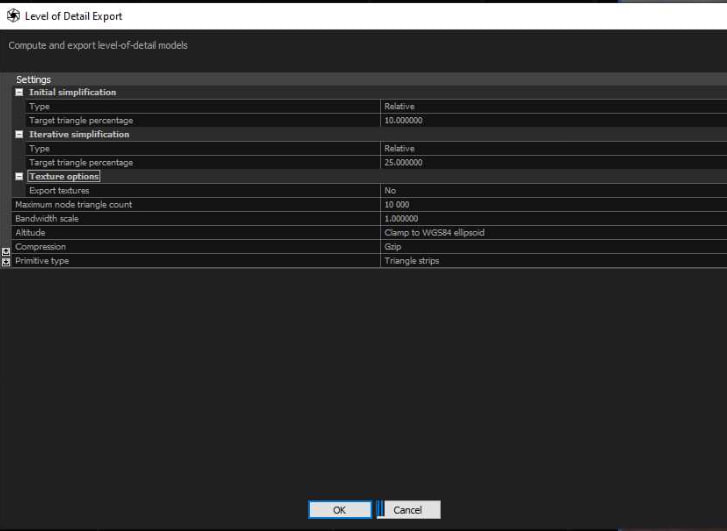 Level of Detail Export
Compute and export level-of-detail models
Settings
Initial simplification
Type Relative
Target triangle percentage 10.000000
Iterative simplification
Type Relative
Target triangle percentage 25.000000
Texture options
Export textures No
Maximum node triangle count 10 000
Bandwidth scale 1.000000
Altitude Clamp to WGS84 ellipsoid
Compression Gzip
Primitive type Triangle strips
OK Cancel